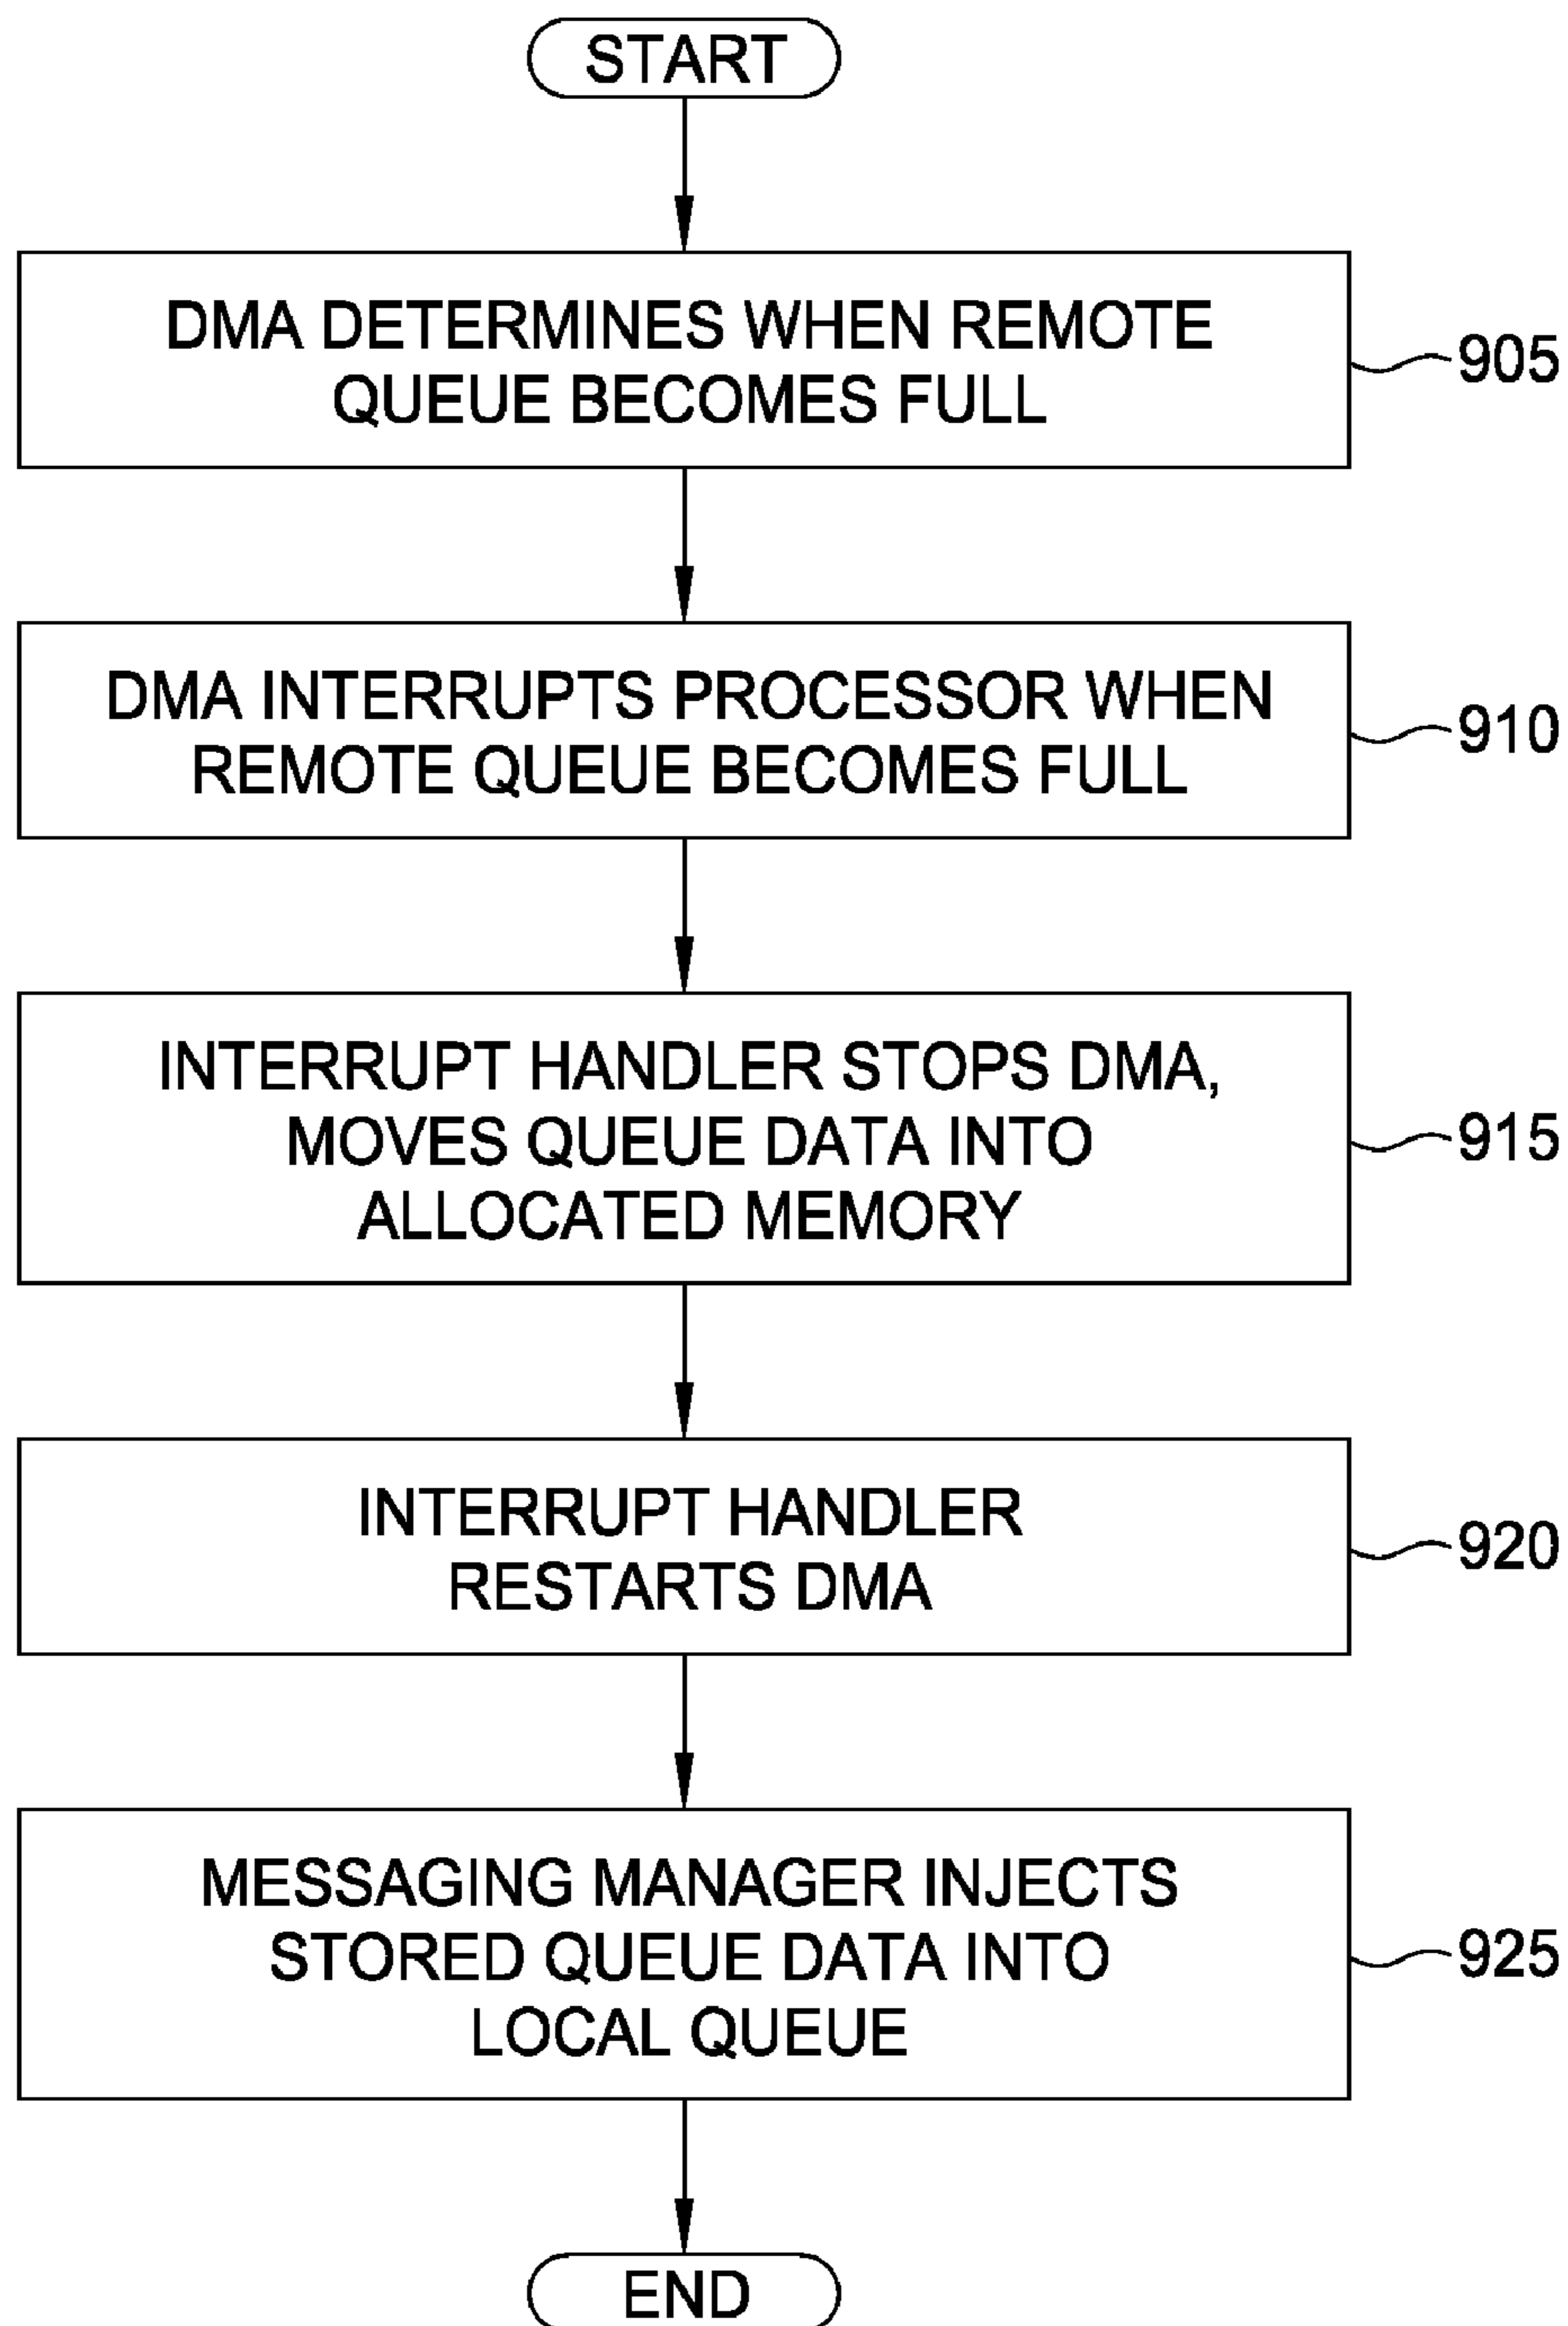 START
DMA DETERMINES WHEN REMOTE
QUEUE BECOMES FULL
905
DMA INTERRUPTS PROCESSOR WHEN
REMOTE QUEUE BECOMES FULL
910
INTERRUPT HANDLER STOPS DMA,
MOVES QUEUE DATA INTO
ALLOCATED MEMORY
915
INTERRUPT HANDLER
RESTARTS DMA
920
MESSAGING MANAGER INJECTS
STORED QUEUE DATA INTO
LOCAL QUEUE
925
END